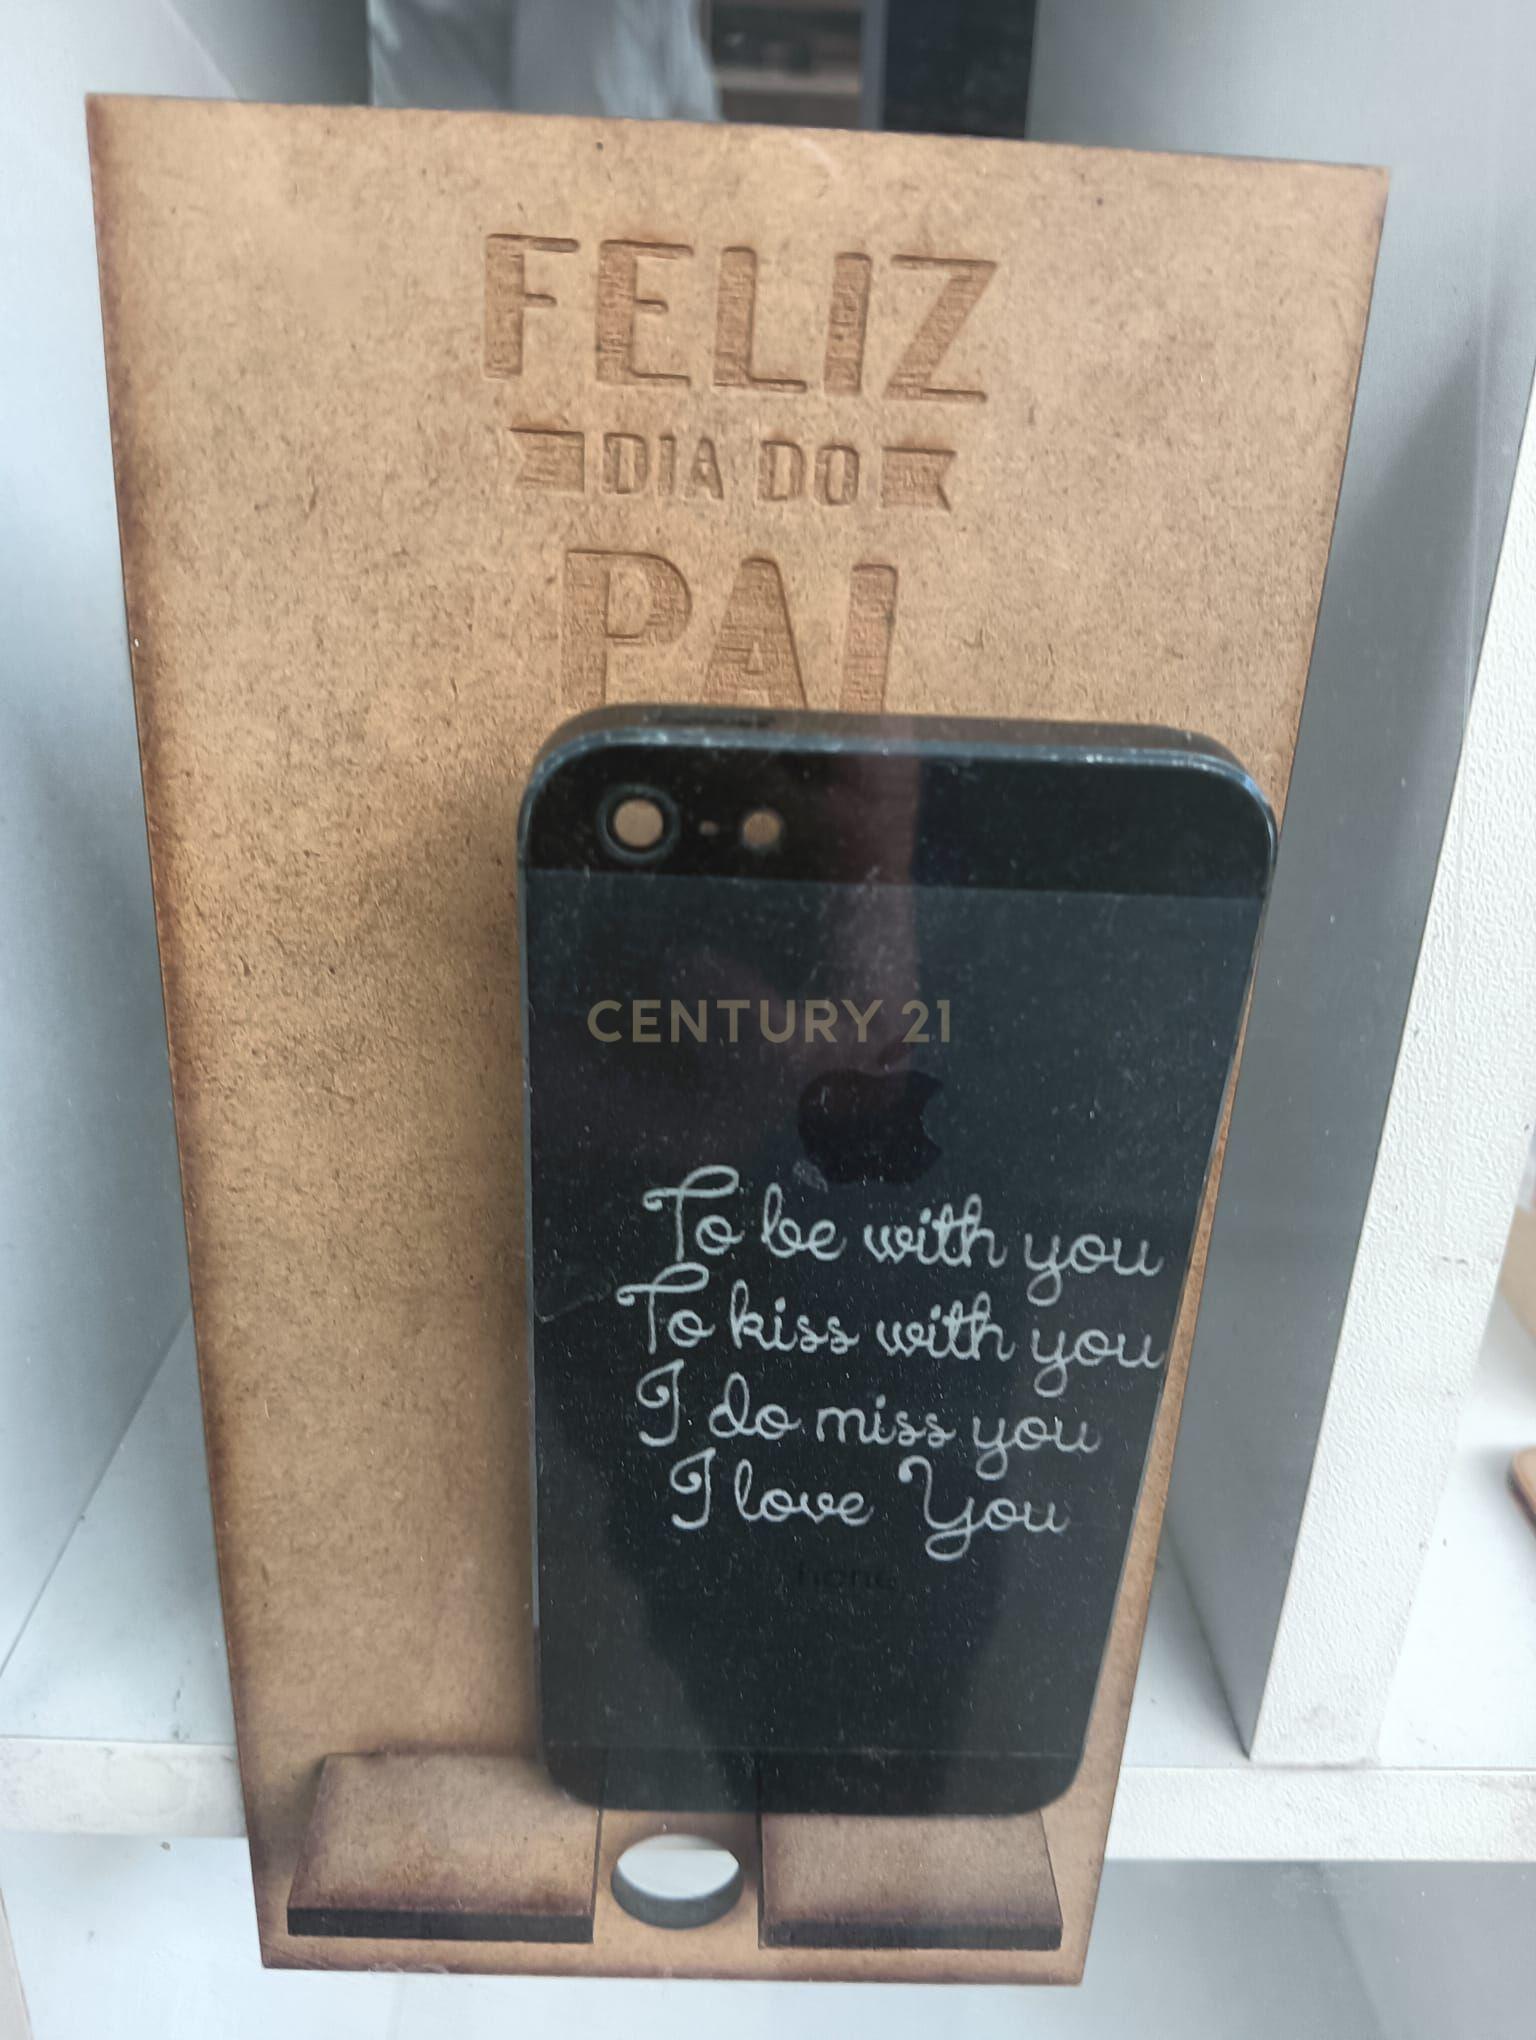 FELIZ
DIA DO
PAI
CENTURY 21
To be with you
To kiss with you
I do miss you
I love You